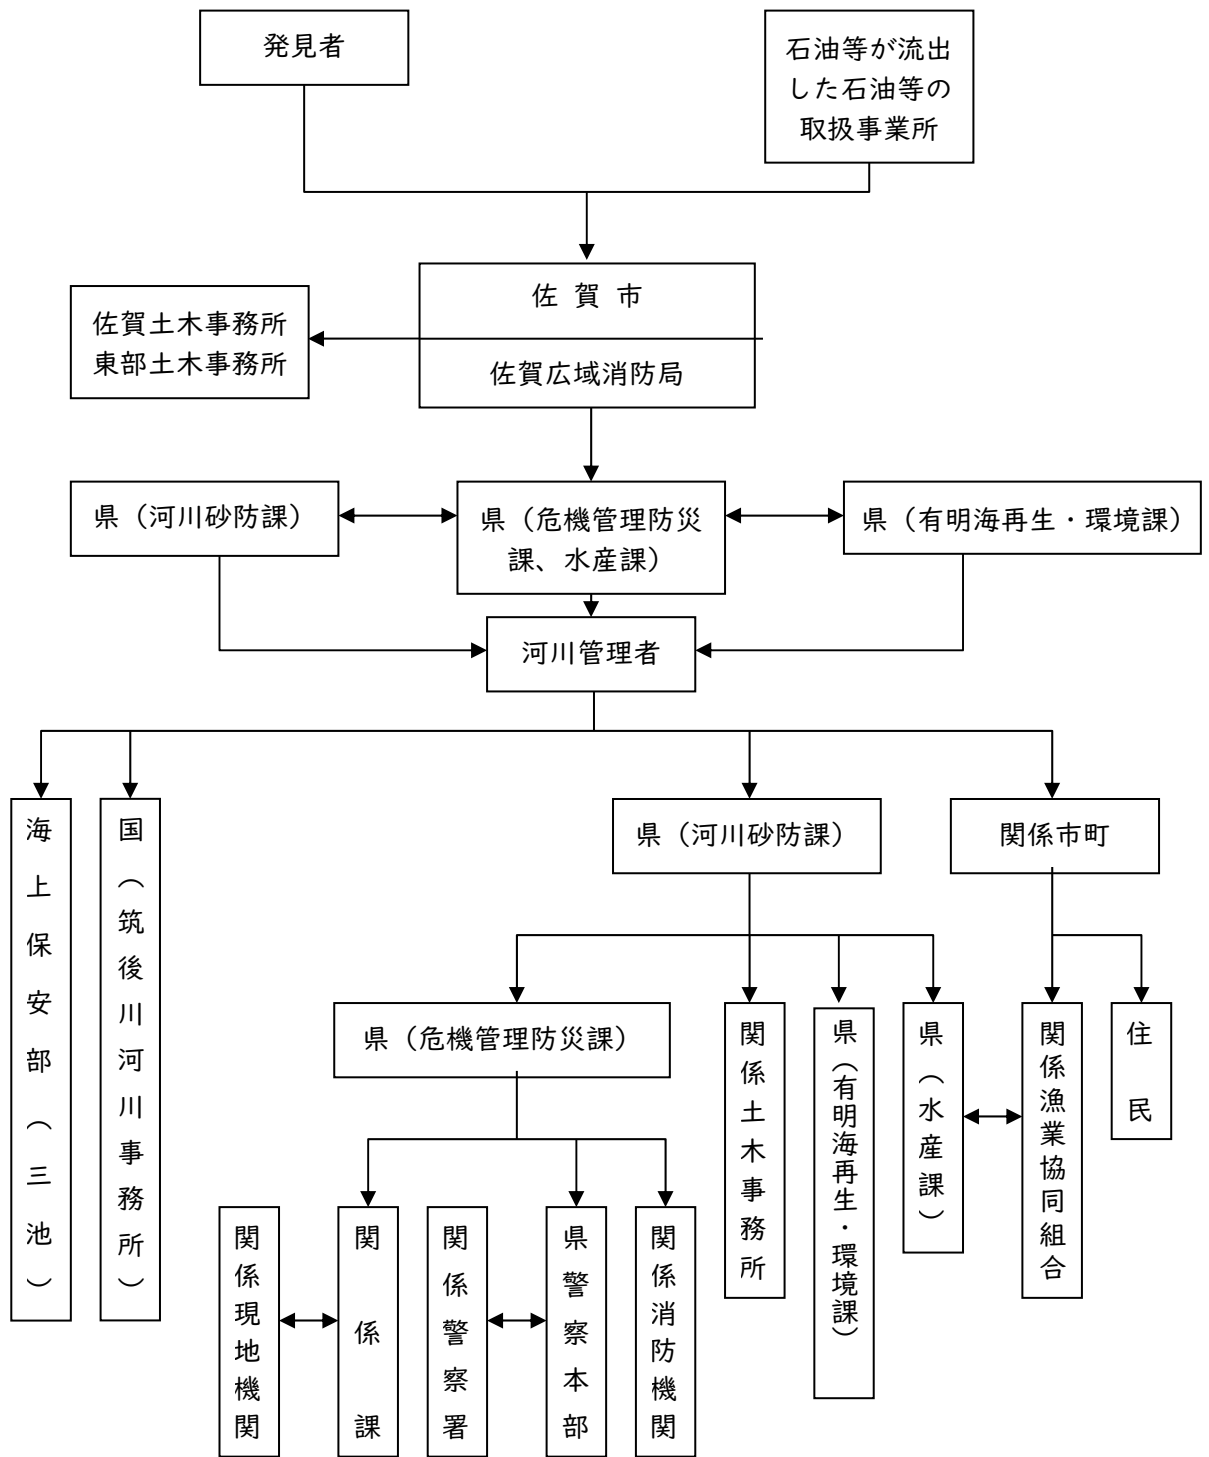 発見者
石油等が流出
した石油等の
取扱事業所
佐 賀 市
佐賀広域消防局
佐賀土木事務所
東部土木事務所
県（河川砂防課）
県（危機管理防災
課、水産課）
県（有明海再生・環境課）
河川管理者
海上保安部（三池）
国（筑後川河川事務所）
県（河川砂防課）
関係市町
県（危機管理防災課）
関係土木事務所
県（有明海再生・環境課）
県（水産課）
関係漁業協同組合
住民
関係現地機関
関係課
関係警察署
県警察本部
関係消防機関